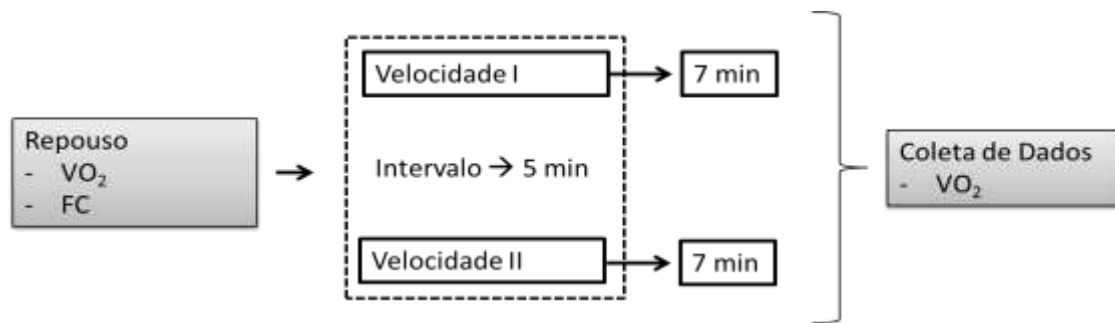 Repouso
- VO₂
- FC
Velocidade I
7 min
Intervalo → 5 min
Velocidade II
7 min
Coleta de Dados
- VO₂